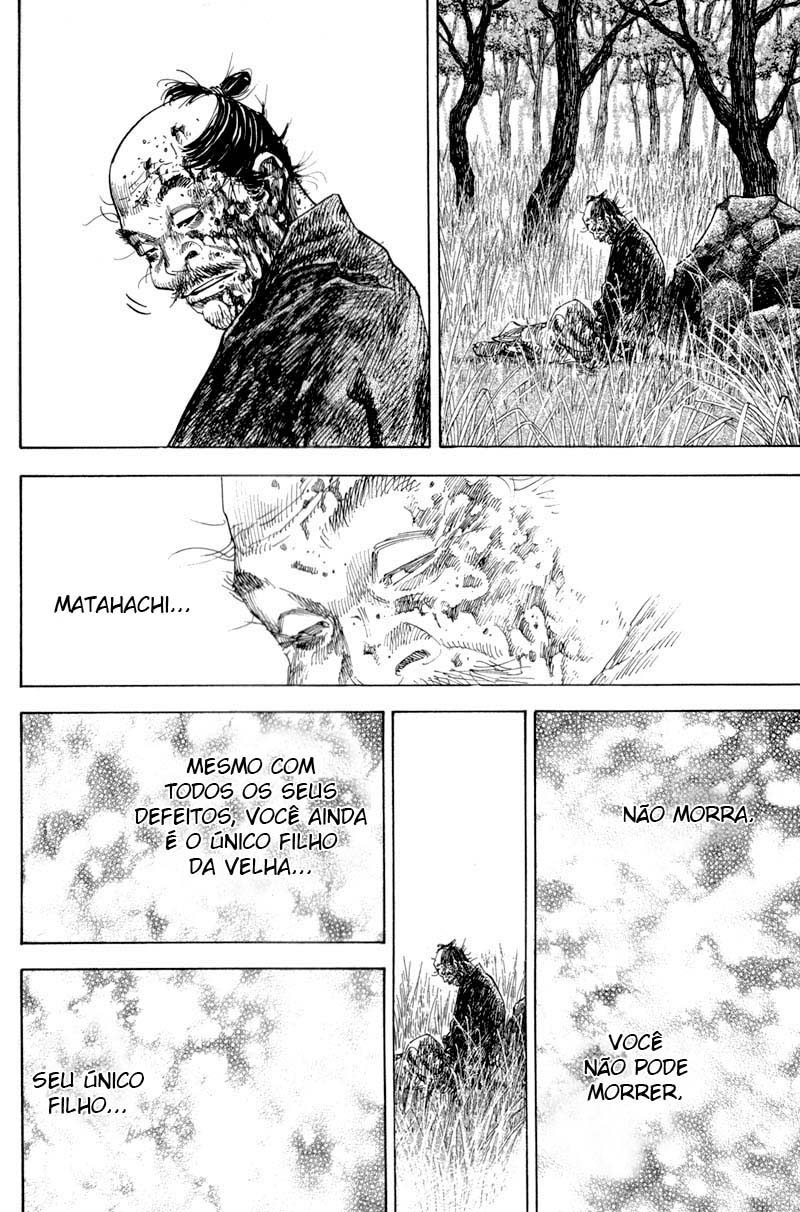 MATAHACHI...
NÃO MORRA.
VOCÊ
NÃO PODE
MORRER.
MESMO COM
TODOS OS SEUS
DEFEITOS, VOCÊ AINDA
É O ÚNICO FILHO
DA VELHA...
SEU ÚNICO
FILHO...